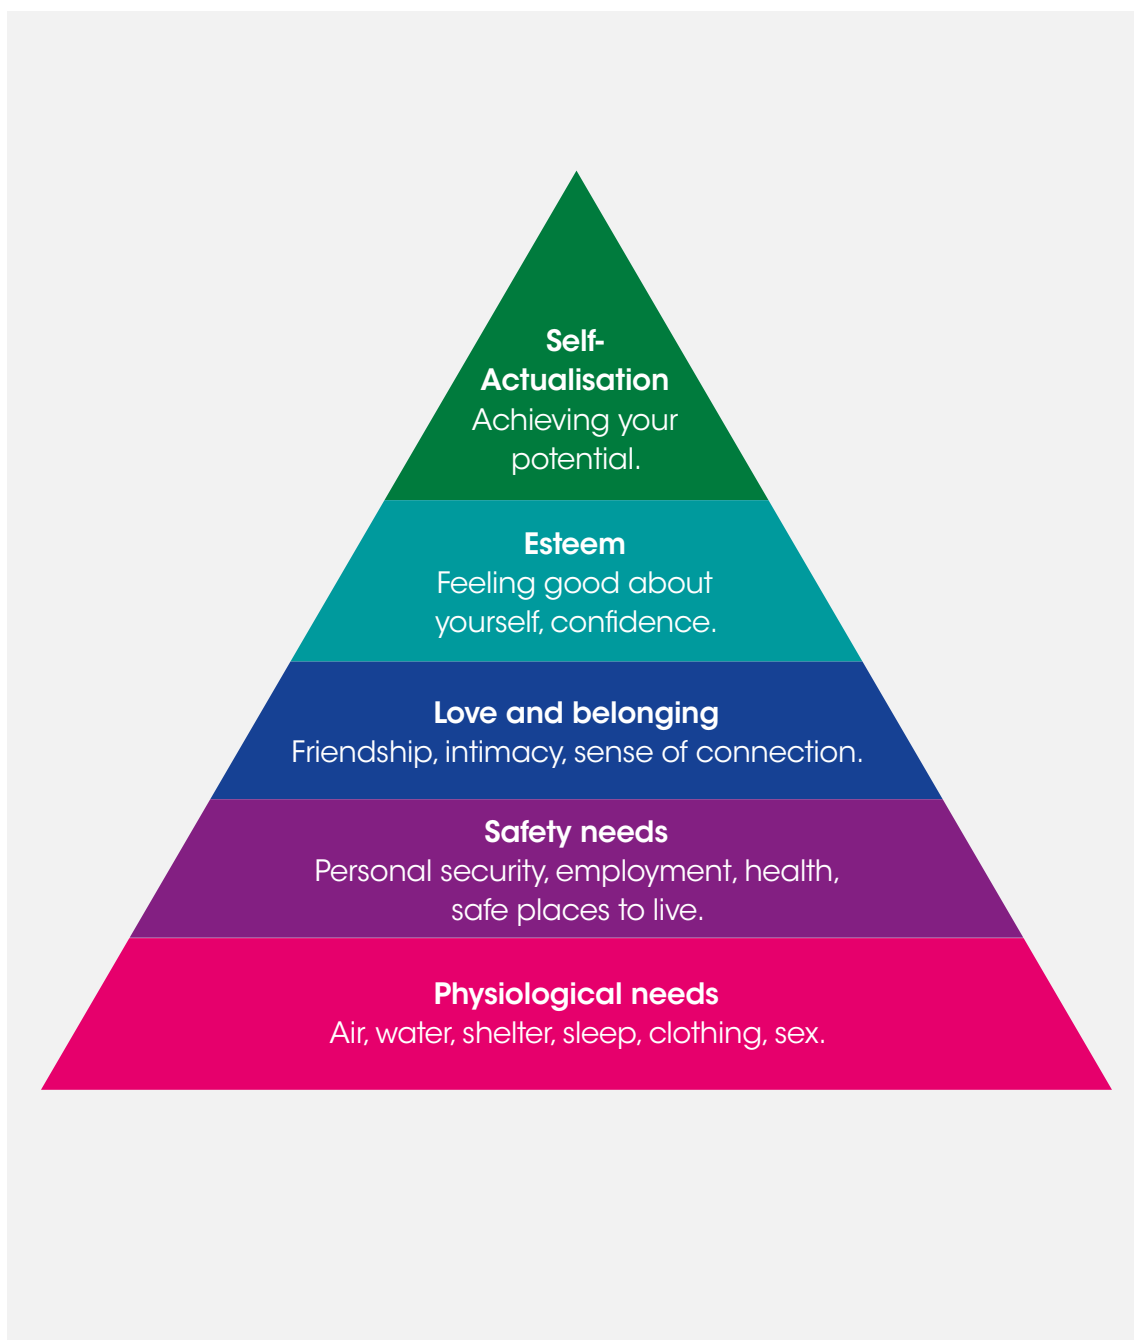 Self-
Actualisation
Achieving your
potential.
Esteem
Feeling good about
yourself, confidence.
Love and belonging
Friendship, intimacy, sense of connection.
Safety needs
Personal security, employment, health,
safe places to live.
Physiological needs
Air, water, shelter, sleep, clothing, sex.